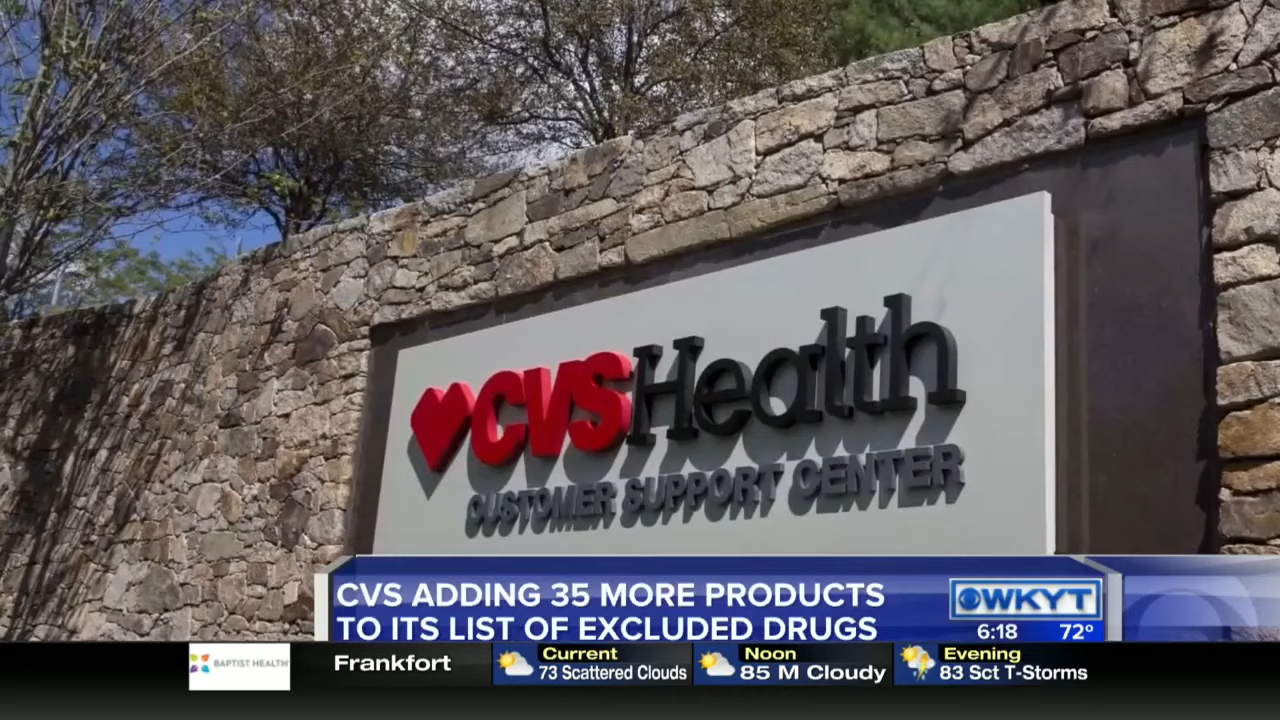 CVSHealth
CUSTOMER SUPPORT CENTER
CVS ADDING 35 MORE PRODUCTS
TO ITS LIST OF EXCLUDED DRUGS
WKYT
6:18 72°
BAPTIST HEALTH
Frankfort
Current
73 Scattered Clouds
Noon
85 M Cloudy
Evening
83 Sct T-Storms